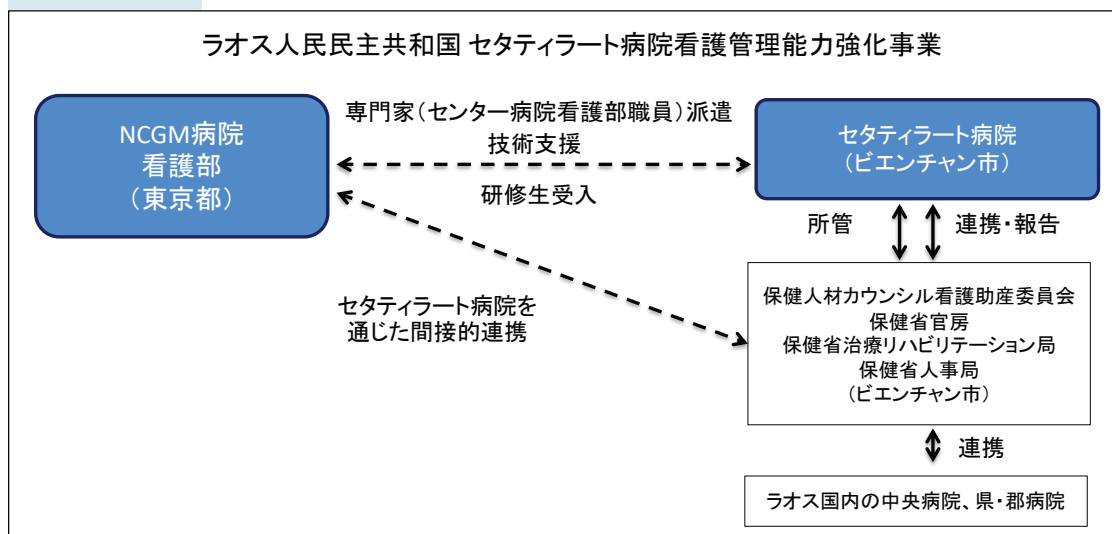 ラオス人民民主共和国 セタティラート病院看護管理能力強化事業
NCGM病院
看護部
（東京都）
専門家（センター病院看護部職員）派遣
技術支援
研修生受入
セタティラート病院
（ビエンチャン市）
所管
連携・報告
セタティラート病院を
通じた間接的連携
保健人材カウンシル看護助産委員会
保健省官房
保健省治療リハビリテーション局
保健省人事局
（ビエンチャン市）
連携
ラオス国内の中央病院、県・郡病院